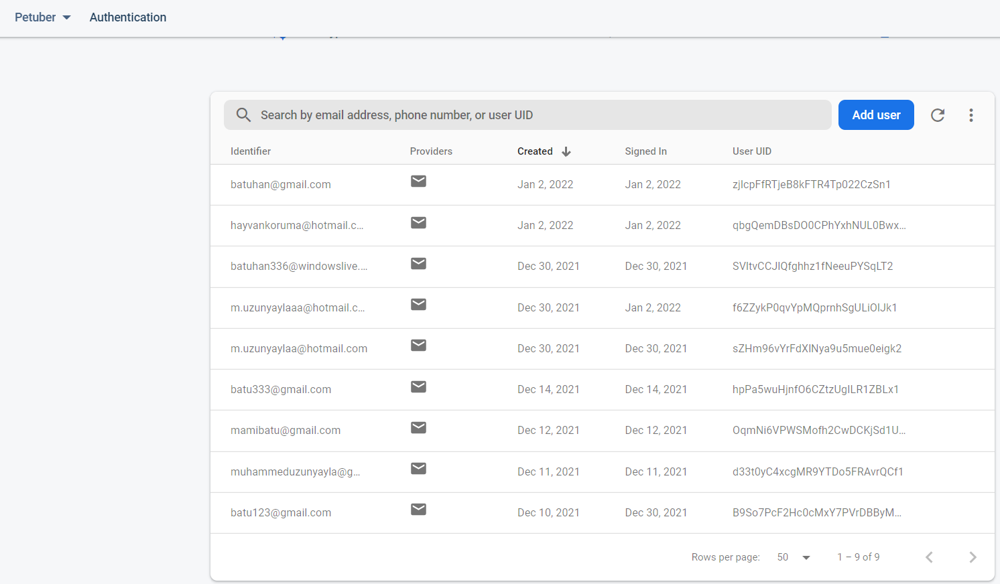 Petuber Authentication
Search by email address, phone number, or user UID Add user
Identifier Providers Created Signed In User UID
batuhan@gmail.com Jan 2, 2022 Jan 2, 2022 zjIcpFfRTjeB8kFTR4Tp022CzSn1
hayvankoruma@hotmail.c... Jan 2, 2022 Jan 2, 2022 qbgQemDBsDO0CPhYxhNUL0Bwx...
batuhan336@windowslive.... Dec 30, 2021 Dec 30, 2021 SVltvCCJlQfghhz1fNeeuPYSqLT2
m.uzunyaylaaa@hotmail.c... Dec 30, 2021 Jan 2, 2022 f6ZZykP0qvYpMQprnhSgULiOlJk1
m.uzunyaylaa@hotmail.com Dec 30, 2021 Dec 30, 2021 sZHm96vYrFdXlNya9u5mue0eigk2
batu333@gmail.com Dec 14, 2021 Dec 14, 2021 hpPa5wuHjnfO6CZtzUglLR1ZBLx1
mamibatu@gmail.com Dec 12, 2021 Dec 12, 2021 OqmNi6VPWSMofh2CwDCKjSd1U...
muhammeduzunyayla@g... Dec 11, 2021 Dec 11, 2021 d33t0yC4xcgMR9YTDo5FRAvrQCf1
batu123@gmail.com Dec 10, 2021 Dec 30, 2021 B9So7PcF2Hc0cMxY7PVrDBByM...
Rows per page: 50 1 – 9 of 9